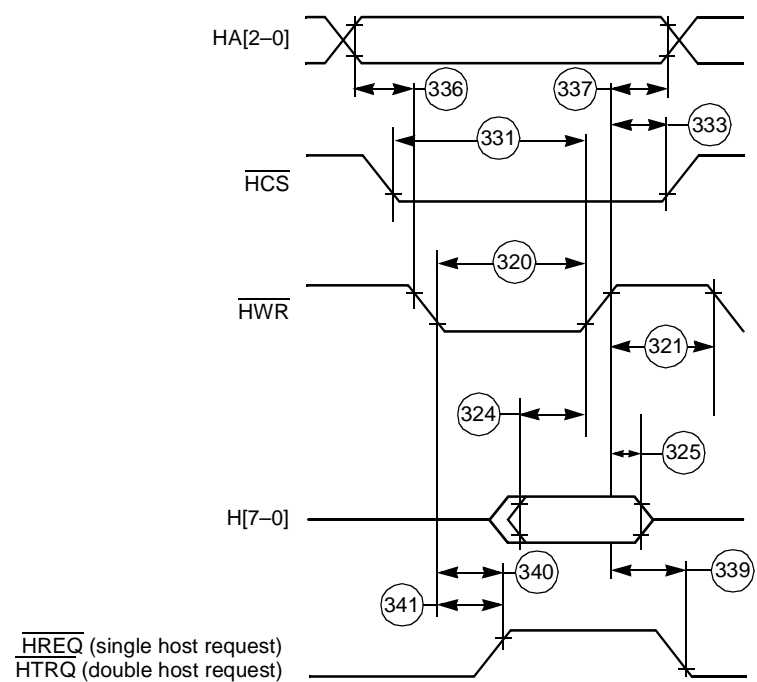 HA[2–0]
336
337
333
331
HCS
320
HWR
321
324
325
H[7–0]
340
339
341
HREQ (single host request)
HTRQ (double host request)